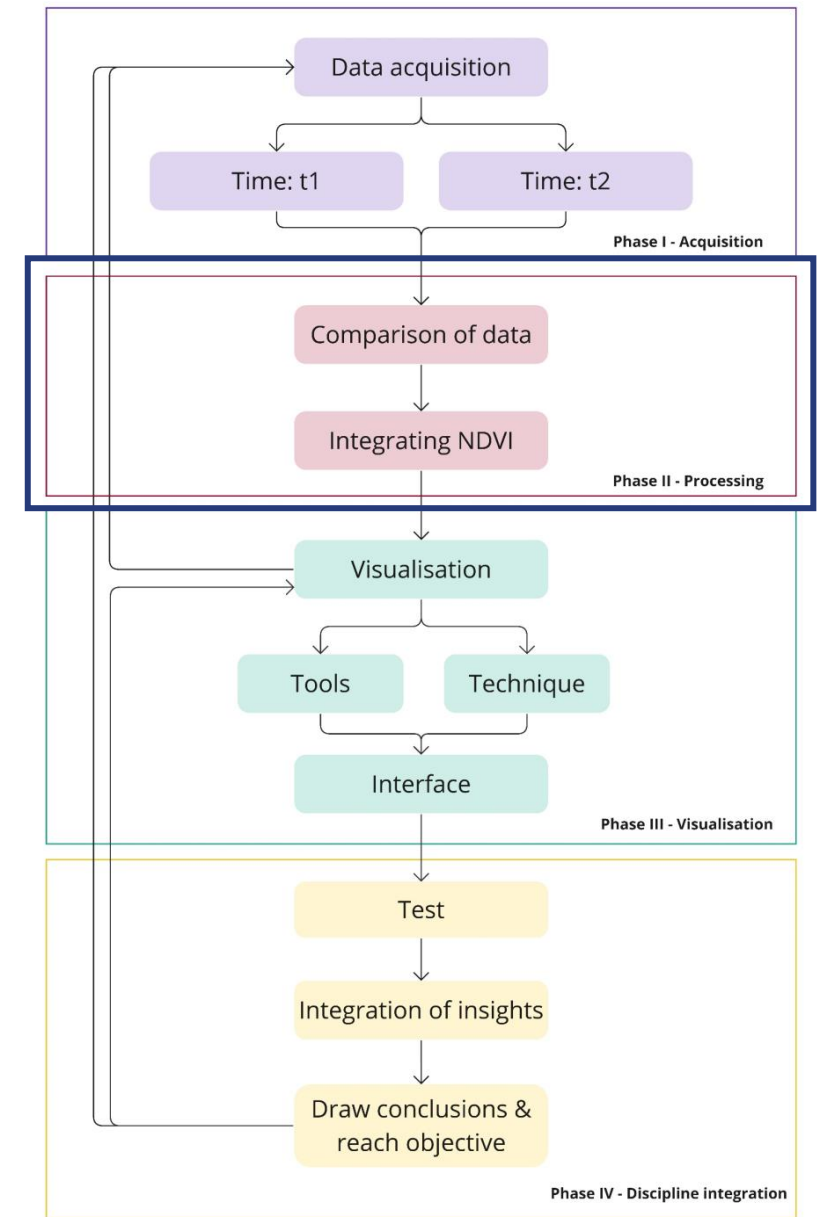 Data acquisition
Time: t1
Time: t2
Phase I - Acquisition
Comparison of data
Integrating NDVI
Phase II - Processing
Visualisation
Tools
Technique
Interface
Phase III - Visualisation
Test
Integration of insights
Draw conclusions &
reach objective
Phase IV - Discipline integration